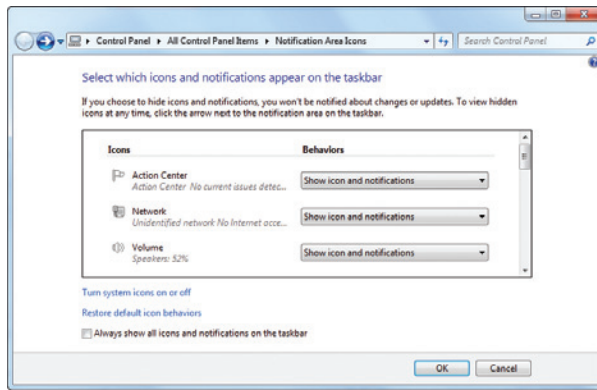 Control Panel ▸ All Control Panel Items ▸ Notification Area Icons
Search Control Panel
Select which icons and notifications appear on the taskbar
If you choose to hide icons and notifications, you won't be notified about changes or updates. To view hidden
icons at any time, click the arrow next to the notification area on the taskbar.
Icons Behaviors
Action Center
Action Center No current issues detec...
Show icon and notifications
Network
Unidentified network No Internet acce...
Show icon and notifications
Volume
Speakers: 52%
Show icon and notifications
Turn system icons on or off
Restore default icon behaviors
Always show all icons and notifications on the taskbar
OK Cancel